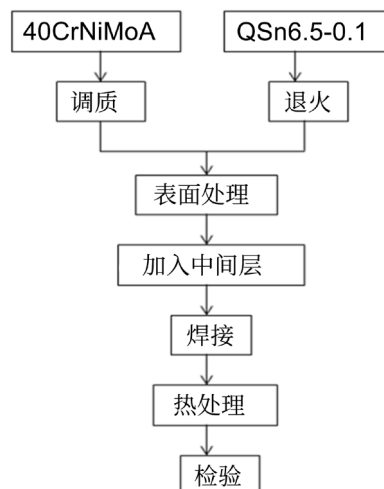 40CrNiMoA
QSn6.5-0.1
调质
退火
表面处理
加入中间层
焊接
热处理
检验